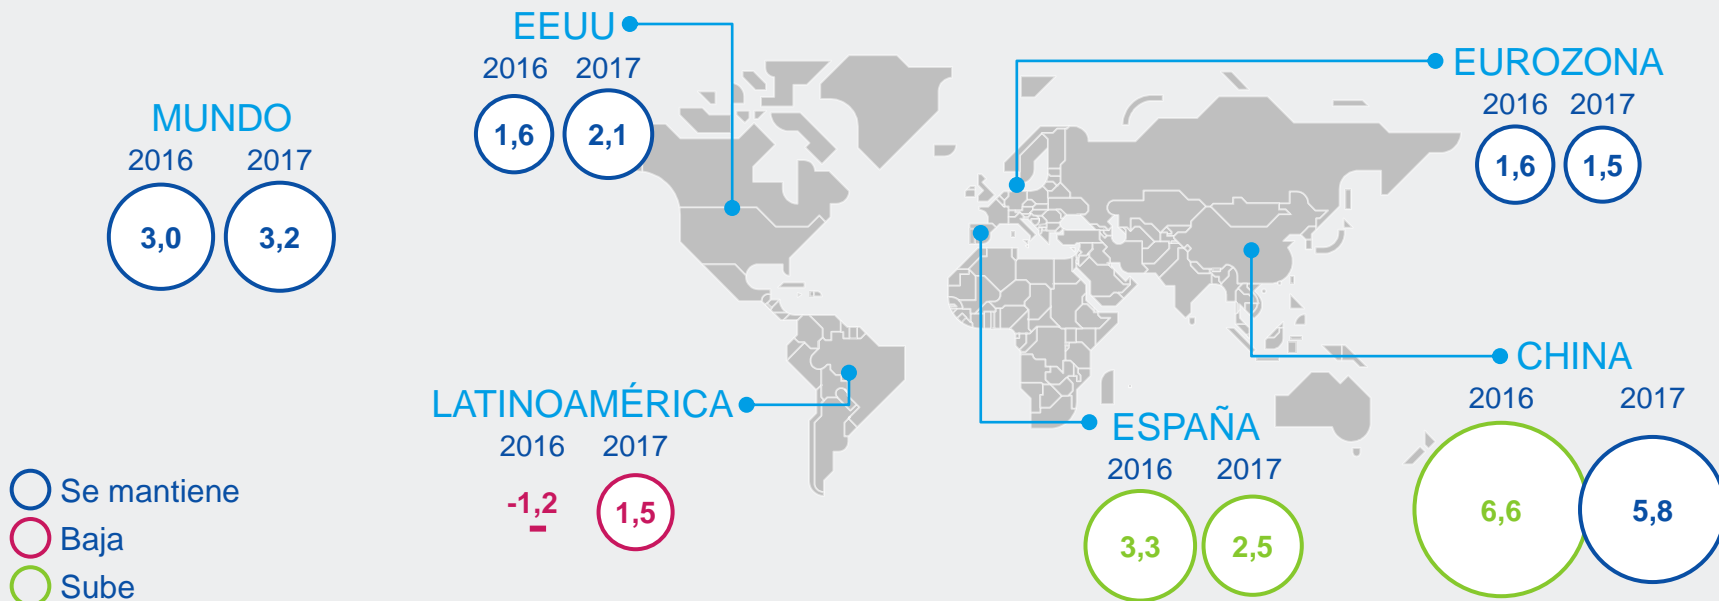 MUNDO
2016 2017
3,0 3,2
EEUU
2016 2017
1,6 2,1
EUROZONA
2016 2017
1,6 1,5
LATINOAMÉRICA
2016 2017
-1,2 1,5
ESPAÑA
2016 2017
3,3 2,5
CHINA
2016 2017
6,6 5,8
Se mantiene
Baja
Sube